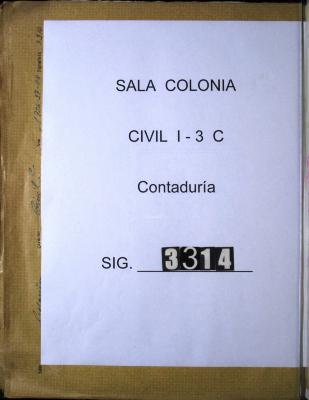 SALA COLONIA
CIVIL I - 3 C
Contaduría
SIG. 3314